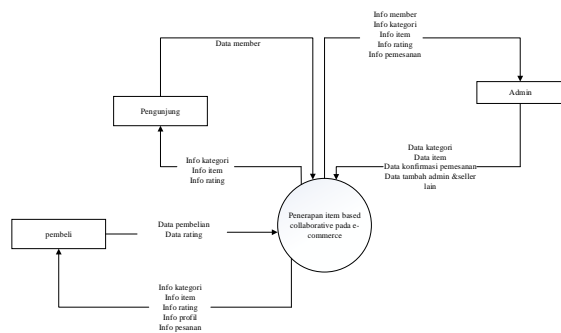 Info member
Info kategori
Info item
Info rating
Info pemesanan
Data member
Pengunjung
Admin
Info kategori
Info item
Info rating
Data kategori
Data item
Data konfirmasi pemesanan
Data tambah admin &seller
lain
Penerapan item based
collaborative pada e-
commerce
pembeli
Data pembelian
Data rating
Info kategori
Info item
Info rating
Info profil
Info pesanan